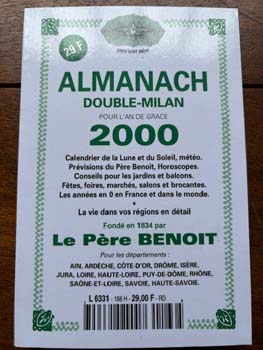 29 F
ALMANACH
DOUBLE-MILAN
POUR L'AN DE GRACE
2000
Calendrier de la Lune et du Soleil, météo.
Prévisions du Père Benoit, Horoscopes.
Conseils pour les jardins et balcons.
Fêtes, foires, marchés, salons et brocantes.
Les années en 0 en France et dans le monde.
*
La vie dans vos régions en détail
Fondé en 1834 par
Le Père BENOIT
Pour les départements :
AIN, ARDÈCHE, CÔTE-D'OR, DRÔME, ISÈRE,
JURA, LOIRE, HAUTE-LOIRE, PUY-DE-DÔME, RHÔNE,
SAÔNE-ET-LOIRE, SAVOIE, HAUTE-SAVOIE.
L 6331 - 166 H - 29,00 F - RD